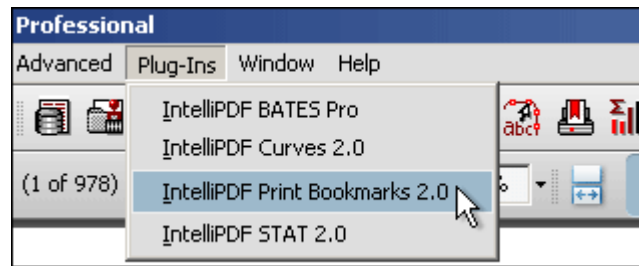 Professional
Advanced Plug-Ins Window Help
IntelliPDF BATES Pro
IntelliPDF Curves 2.0
abc
(1 of 978)
IntelliPDF Print Bookmarks 2.0
%
IntelliPDF STAT 2.0